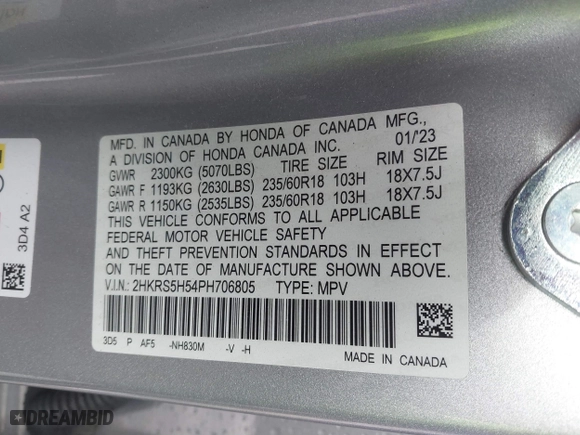 MFD. IN CANADA BY HONDA OF CANADA MFG.,
A DIVISION OF HONDA CANADA INC. 01/'23
GVWR 2300KG (5070LBS) TIRE SIZE RIM SIZE
GAWR F 1193KG (2630LBS) 235/60R18 103H 18X7.5J
GAWR R 1150KG (2535LBS) 235/60R18 103H 18X7.5J
THIS VEHICLE CONFORMS TO ALL APPLICABLE
FEDERAL MOTOR VEHICLE SAFETY
AND THEFT PREVENTION STANDARDS IN EFFECT
ON THE DATE OF MANUFACTURE SHOWN ABOVE.
V.I.N.: 2HKRS5H54PH706805 TYPE: MPV
3D5 P AF5 -NH830M -V -H
MADE IN CANADA
3D4 A2
DREAMBID